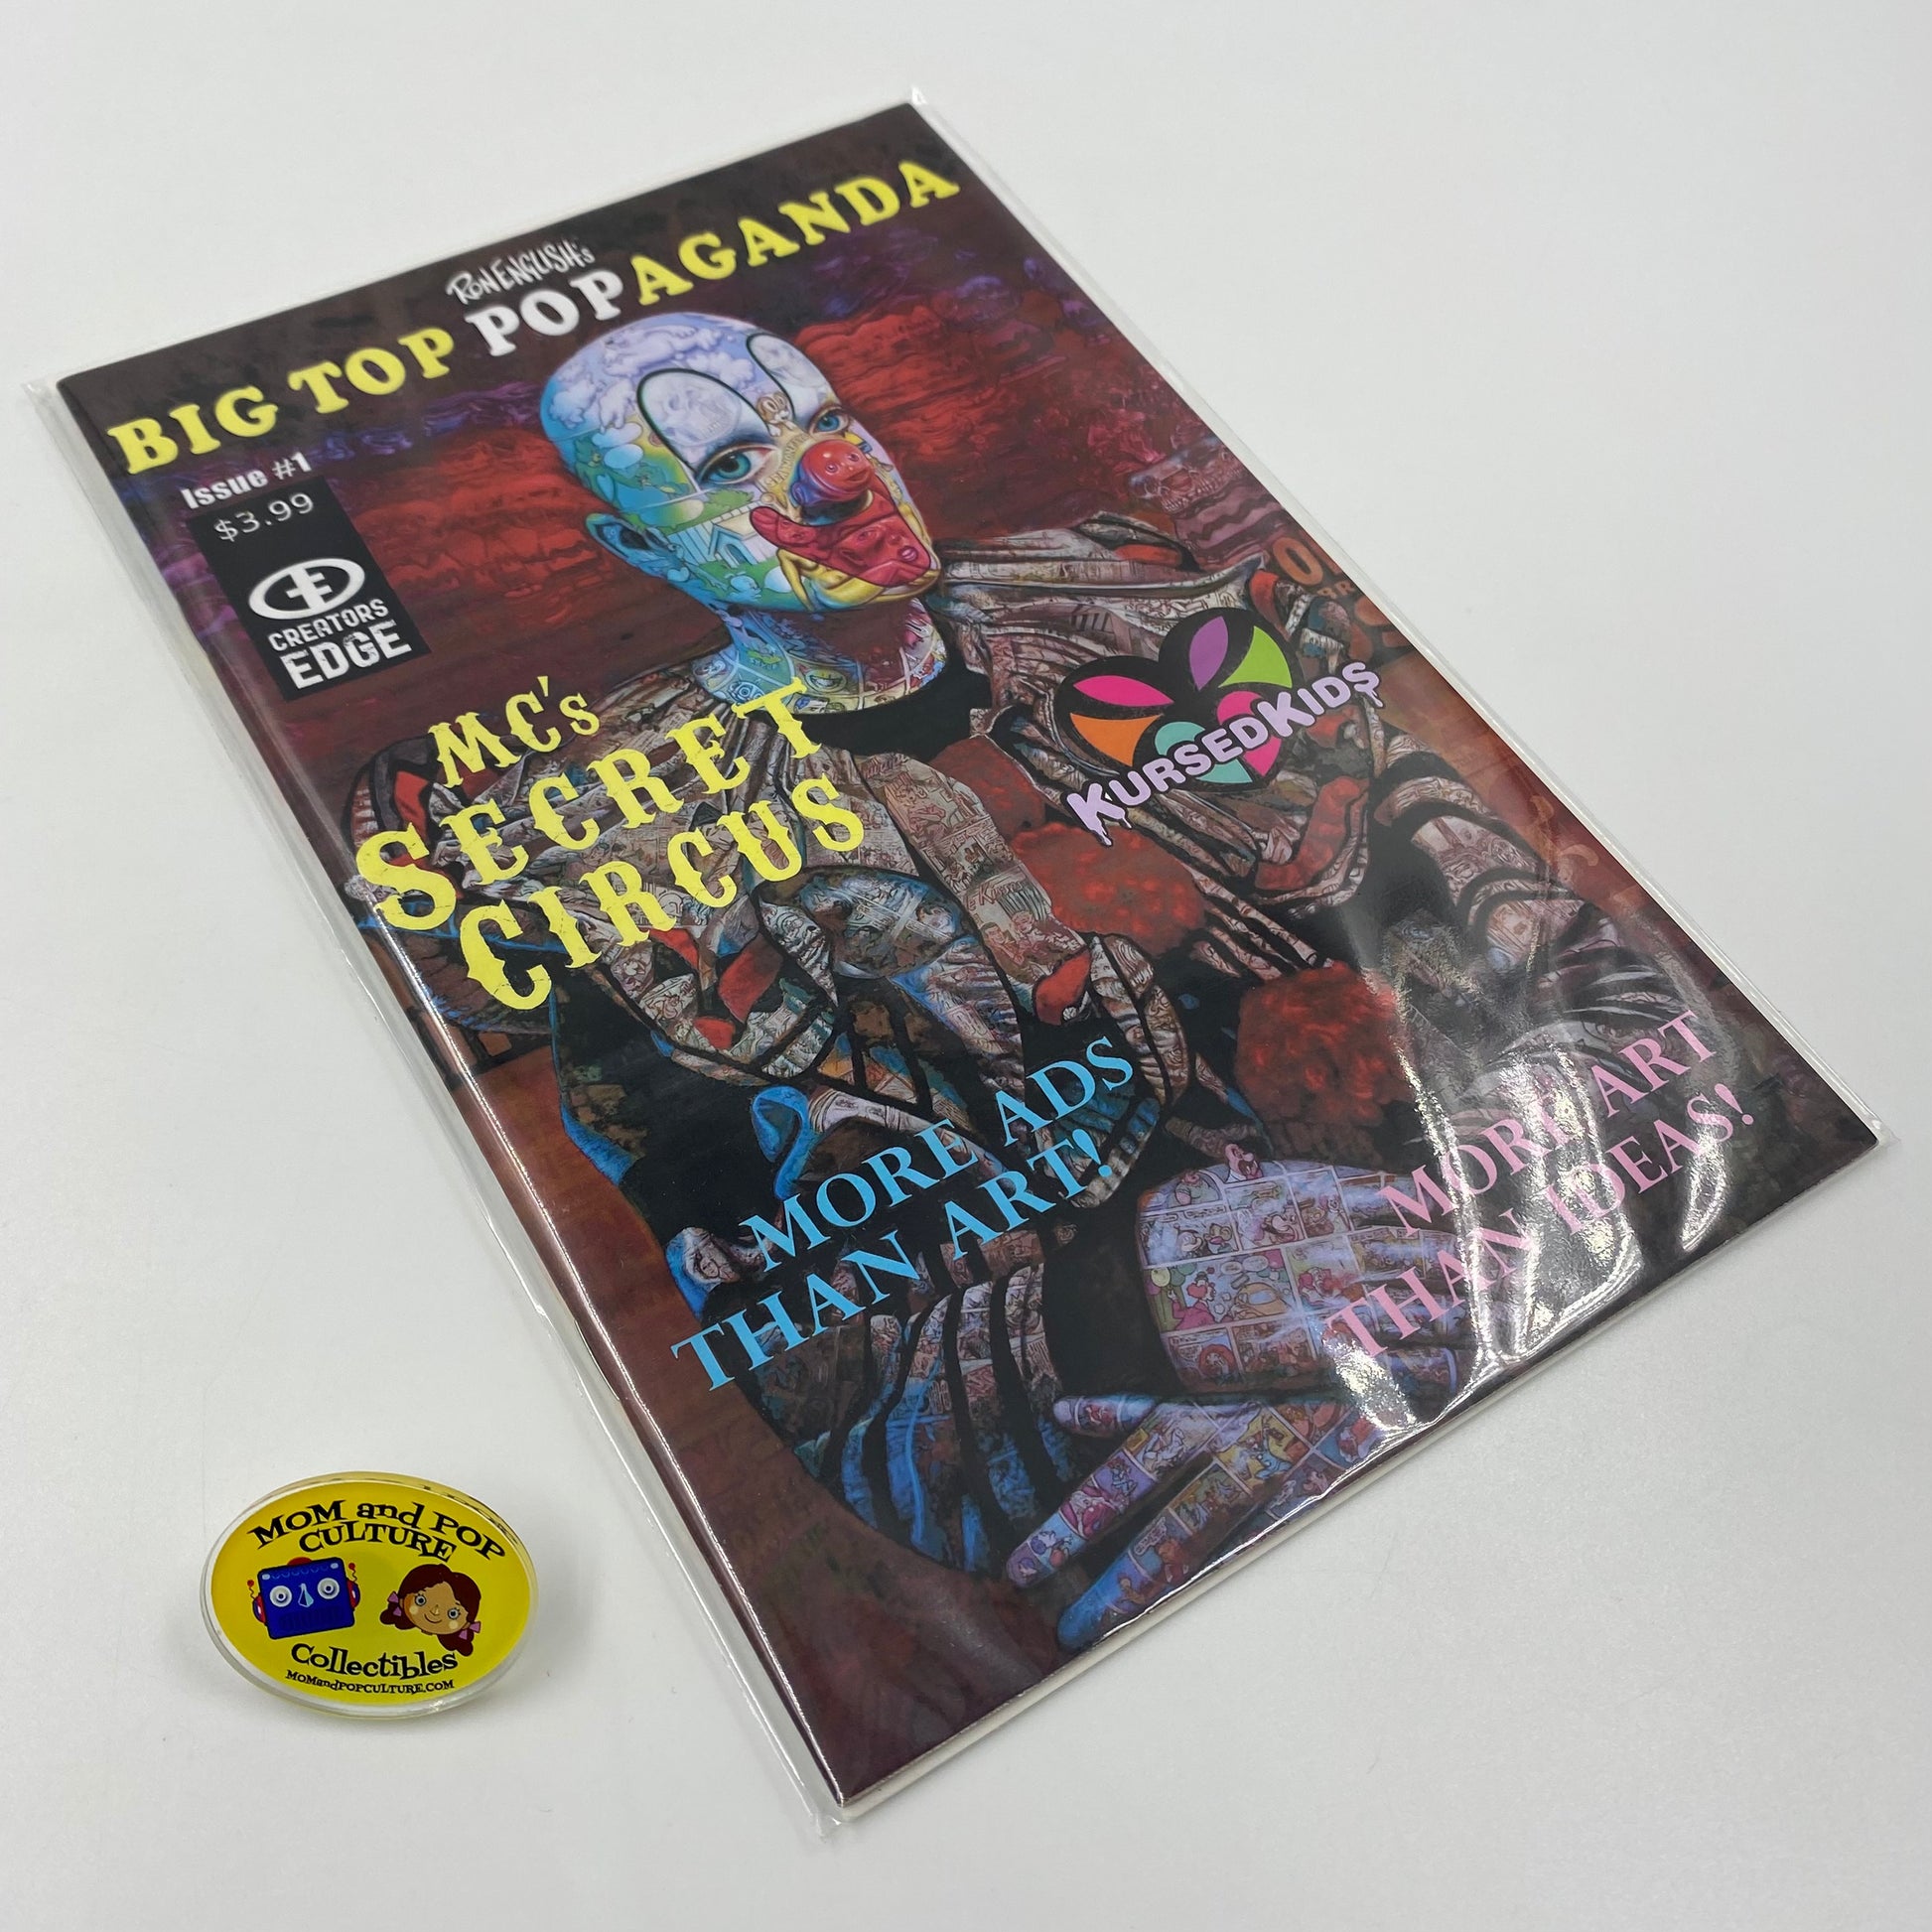 RON ENGLISH's
BIG TOP POPAGANDA
Issue #1
$3.99
CREATORS
EDGE
MC's
SECRET
CIRCUS
KURSEDKIDS
MORE ADS
THAN ART!
MORE ART
THAN IDEAS!
MOM and POP
CULTURE
Collectibles
MOMandPOPCULTURE.COM